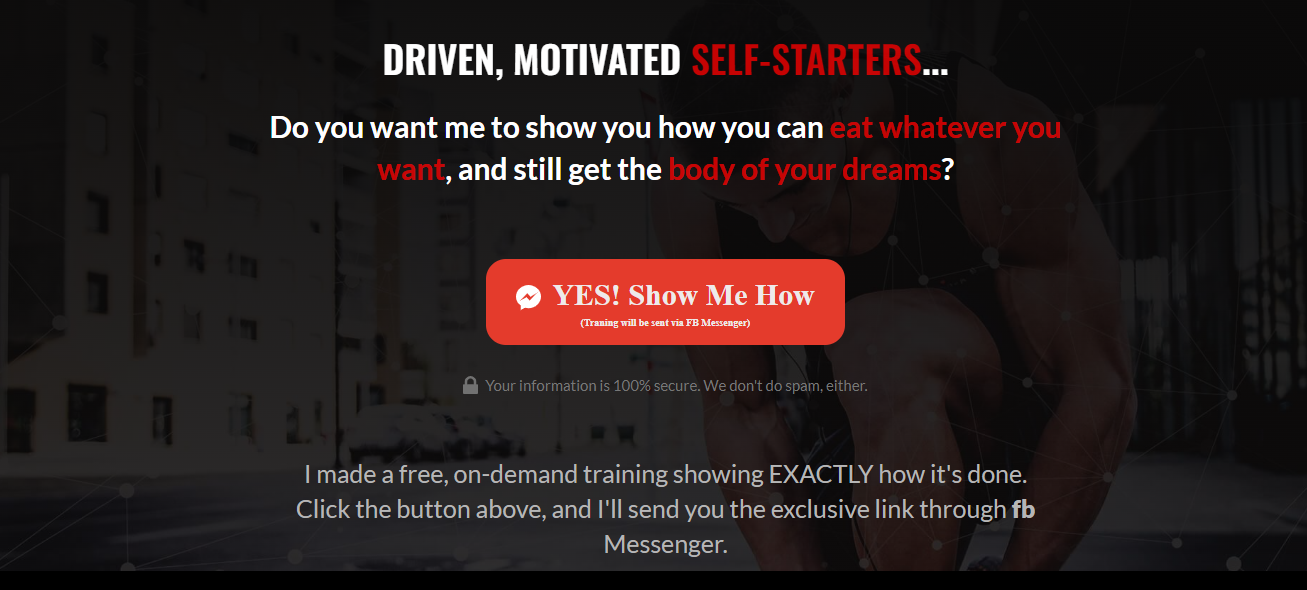 DRIVEN, MOTIVATED SELF-STARTERS...
Do you want me to show you how you can eat whatever you
want, and still get the body of your dreams?
YES! Show Me How
(Traning will be sent via FB Messenger)
Your information is 100% secure. We don't do spam, either.
I made a free, on-demand training showing EXACTLY how it's done.
Click the button above, and I'll send you the exclusive link through fb
Messenger.